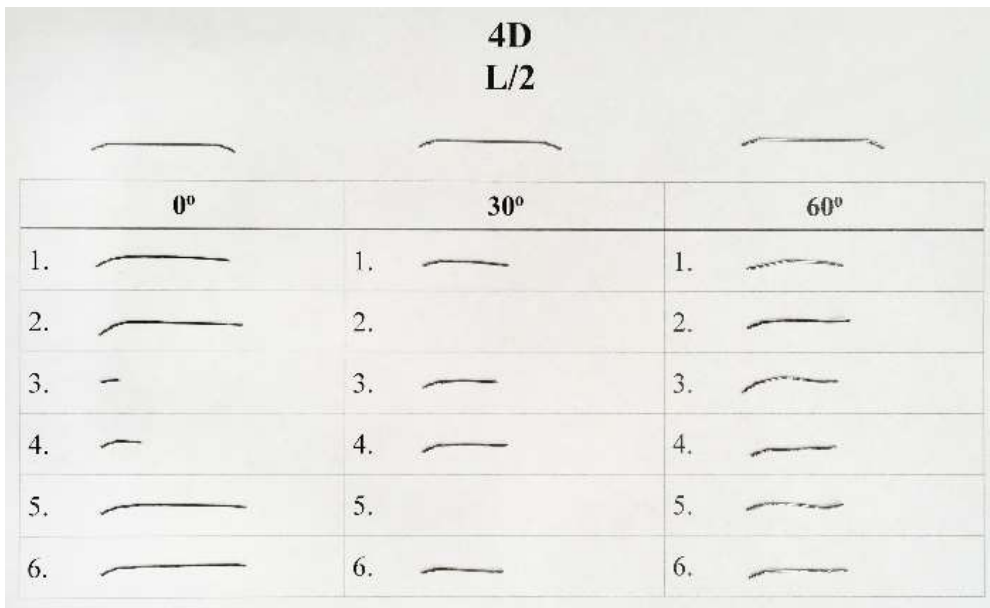 4D
L/2
0º 30º 60º
1. 1. 1.
2. 2. 2.
3. 3. 3.
4. 4. 4.
5. 5. 5.
6. 6. 6.